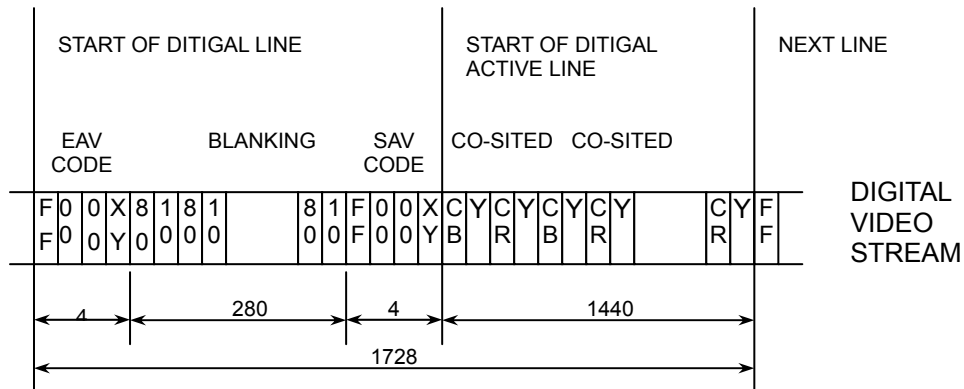 START OF DITIGAL LINE
START OF DITIGAL
ACTIVE LINE
NEXT LINE
EAV
CODE
BLANKING
SAV
CODE
CO-SITED CO-SITED
F 0 0 X 8 1 8 1 8 1 F 0 0 X C Y C Y C Y C Y C Y F
F 0 0 Y 0 0 0 0 0 0 F 0 0 Y B R B R R F
DIGITAL
VIDEO
STREAM
4 280 4 1440
1728